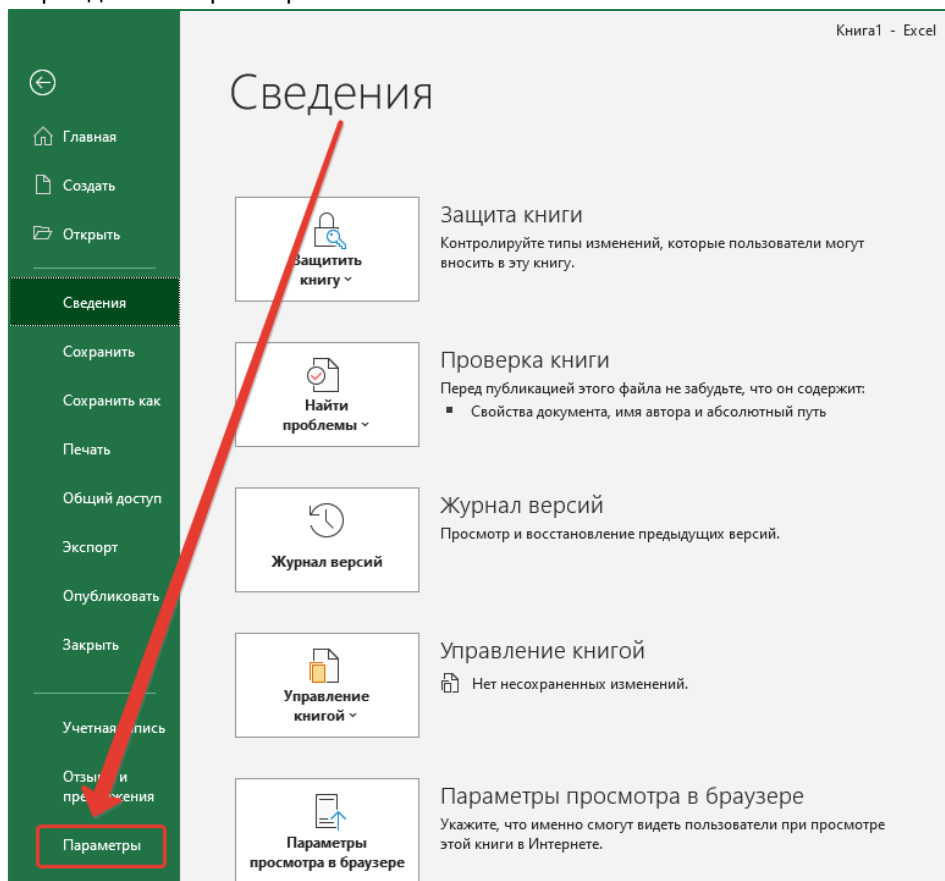 Книга1 - Excel
Сведения
Главная
Создать
Открыть
Сведения
Сохранить
Сохранить как
Печать
Общий доступ
Экспорт
Опубликовать
Закрыть
Учетная запись
Отзывы и
предложения
Параметры
Защитить
книгу
Защита книги
Контролируйте типы изменений, которые пользователи могут
вносить в эту книгу.
Найти
проблемы
Проверка книги
Перед публикацией этого файла не забудьте, что он содержит:
▪ Свойства документа, имя автора и абсолютный путь
Журнал версий
Журнал версий
Просмотр и восстановление предыдущих версий.
Управление
книгой
Управление книгой
Нет несохраненных изменений.
Параметры
просмотра в браузере
Параметры просмотра в браузере
Укажите, что именно смогут видеть пользователи при просмотре
этой книги в Интернете.